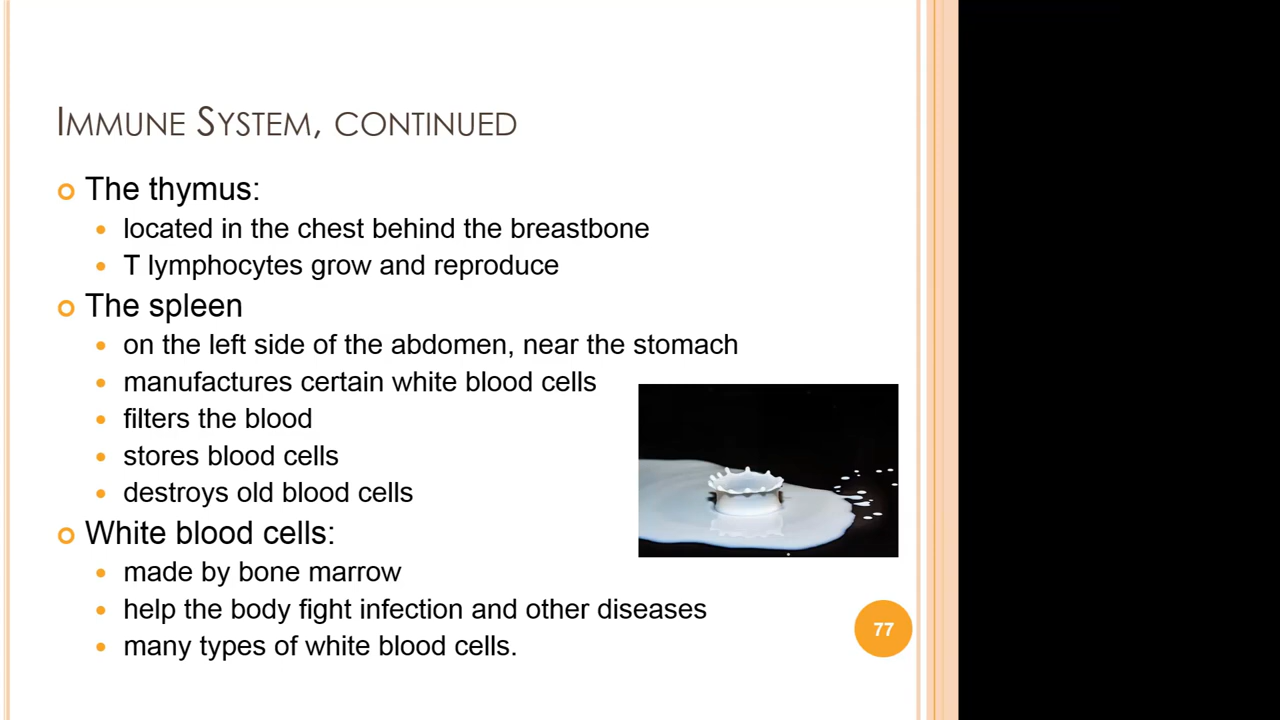 Immune System, continued
The thymus:
located in the chest behind the breastbone
T lymphocytes grow and reproduce
The spleen
on the left side of the abdomen, near the stomach
manufactures certain white blood cells
filters the blood
stores blood cells
destroys old blood cells
White blood cells:
made by bone marrow
help the body fight infection and other diseases
many types of white blood cells.
77